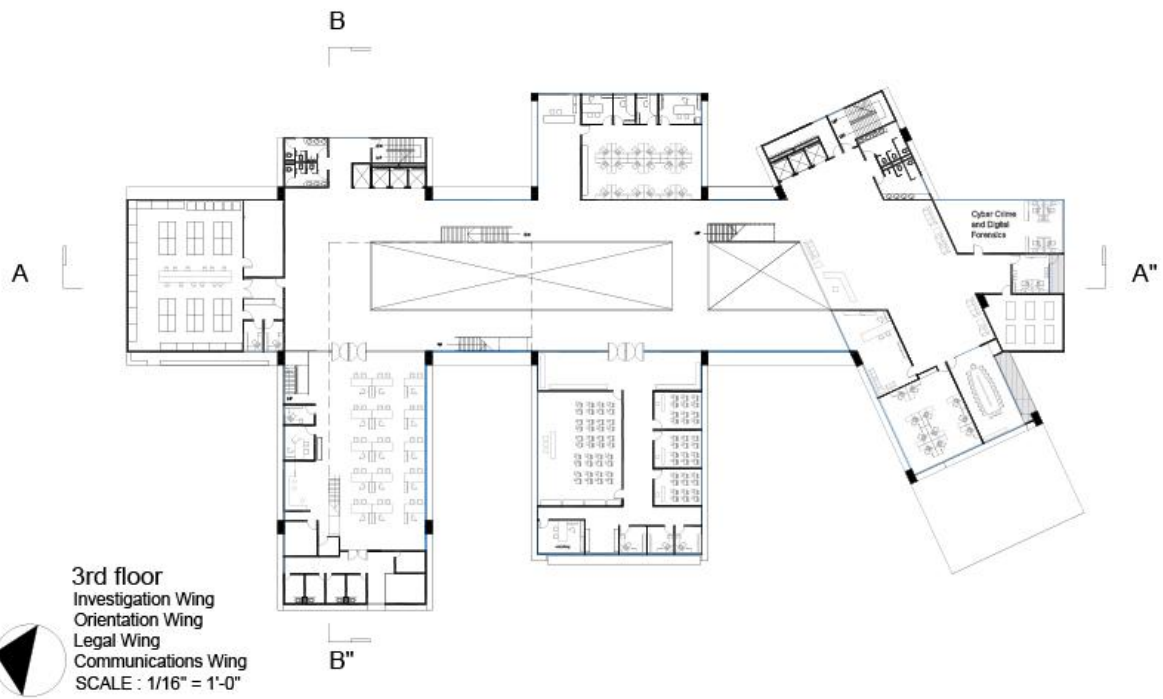 B
Cyber Crime
and Digital
Forensics
A
A"
3rd floor
Investigation Wing
Orientation Wing
Legal Wing
Communications Wing
SCALE : 1/16" = 1'-0"
B"